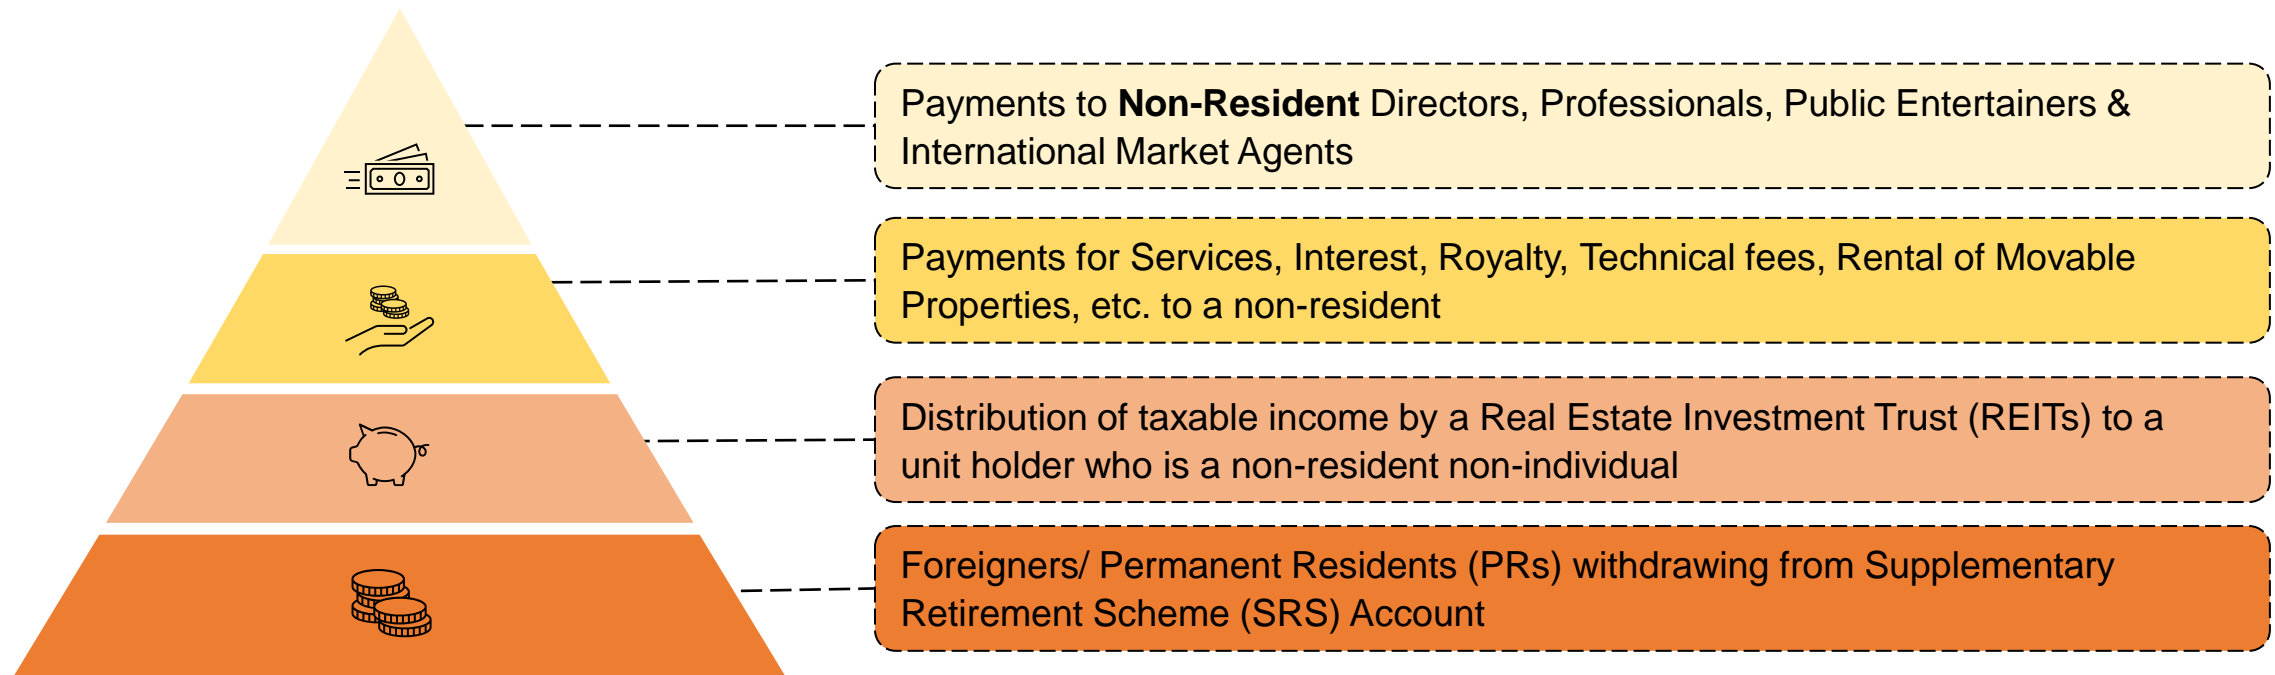 Payments to Non-Resident Directors, Professionals, Public Entertainers &
International Market Agents
Payments for Services, Interest, Royalty, Technical fees, Rental of Movable
Properties, etc. to a non-resident
Distribution of taxable income by a Real Estate Investment Trust (REITs) to a
unit holder who is a non-resident non-individual
Foreigners/ Permanent Residents (PRs) withdrawing from Supplementary
Retirement Scheme (SRS) Account